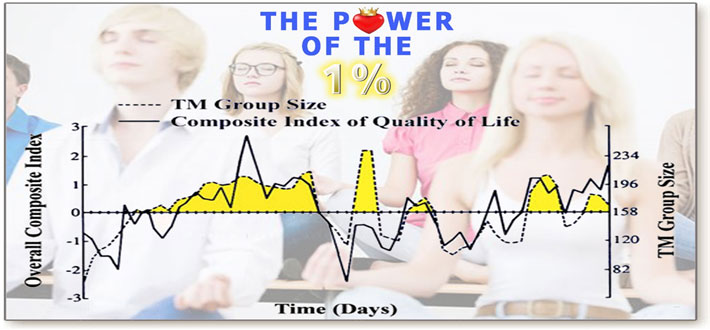 THE POWER
OF THE
1%
TM Group Size
Composite Index of Quality of Life
Overall Composite Index
3
2
1
0
-1
-2
-3
234
196
158
120
82
TM Group Size
Time (Days)